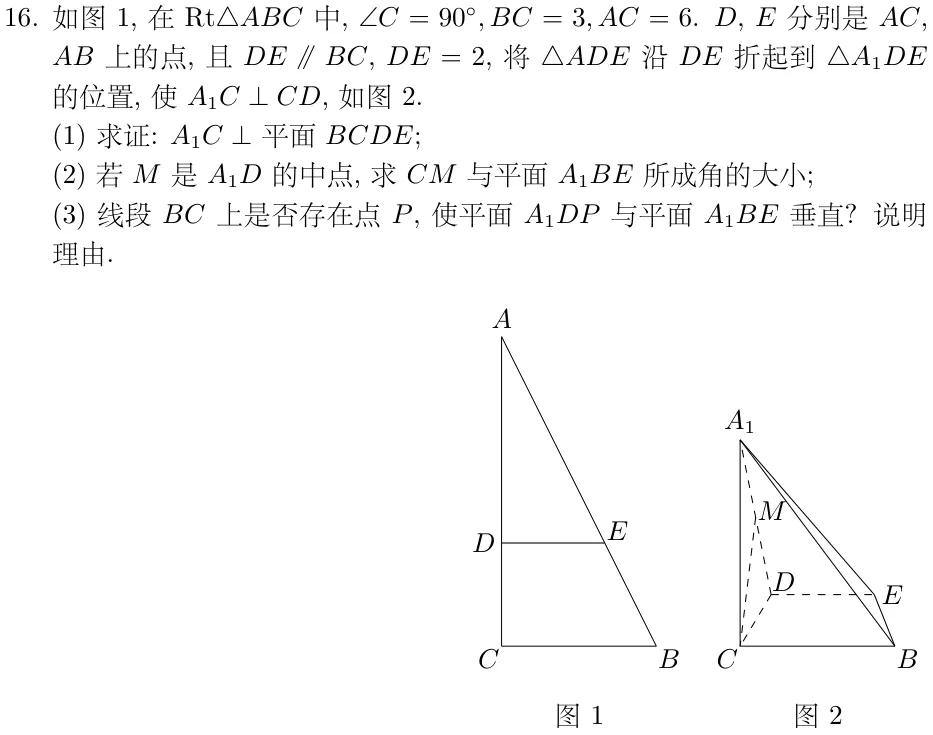 16. 如图 1, 在 Rt△ABC 中, ∠C = 90°, BC = 3, AC = 6. D, E 分别是 AC,
AB 上的点, 且 DE ∥ BC, DE = 2, 将 △ADE 沿 DE 折起到 △A₁DE
的位置, 使 A₁C ⊥ CD, 如图 2.
(1) 求证: A₁C ⊥ 平面 BCDE;
(2) 若 M 是 A₁D 的中点, 求 CM 与平面 A₁BE 所成角的大小;
(3) 线段 BC 上是否存在点 P, 使平面 A₁DP 与平面 A₁BE 垂直? 说明
理由.
A
D
E
C
B
图 1
A₁
M
D
E
C
B
图 2